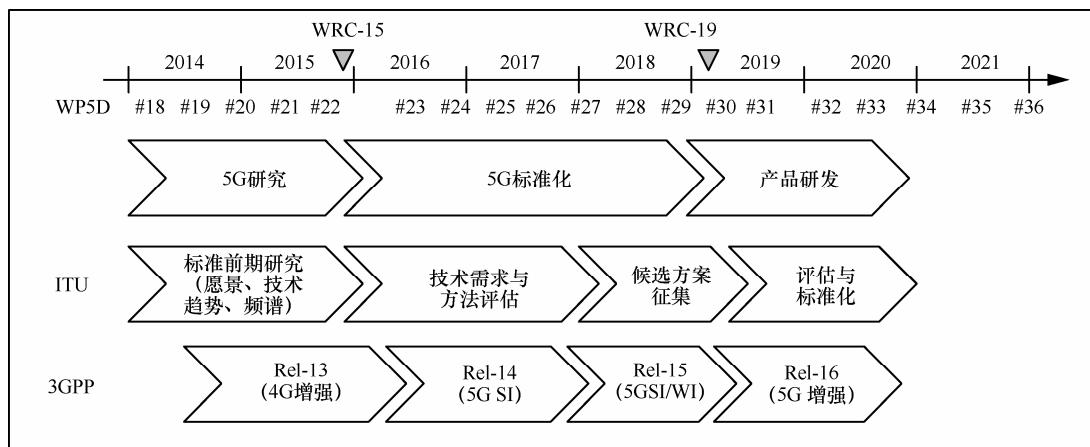 WRC-15 WRC-19
2014 2015 2016 2017 2018 2019 2020 2021
WP5D #18 #19 #20 #21 #22 #23 #24 #25 #26 #27 #28 #29 #30 #31 #32 #33 #34 #35 #36
5G研究 5G标准化 产品研发
ITU
标准前期研究
（愿景、技术
趋势、频谱）
技术需求与
方法评估
候选方案
征集
评估与
标准化
3GPP
Rel-13
(4G增强)
Rel-14
(5G SI)
Rel-15
(5GSI/WI)
Rel-16
(5G 增强)